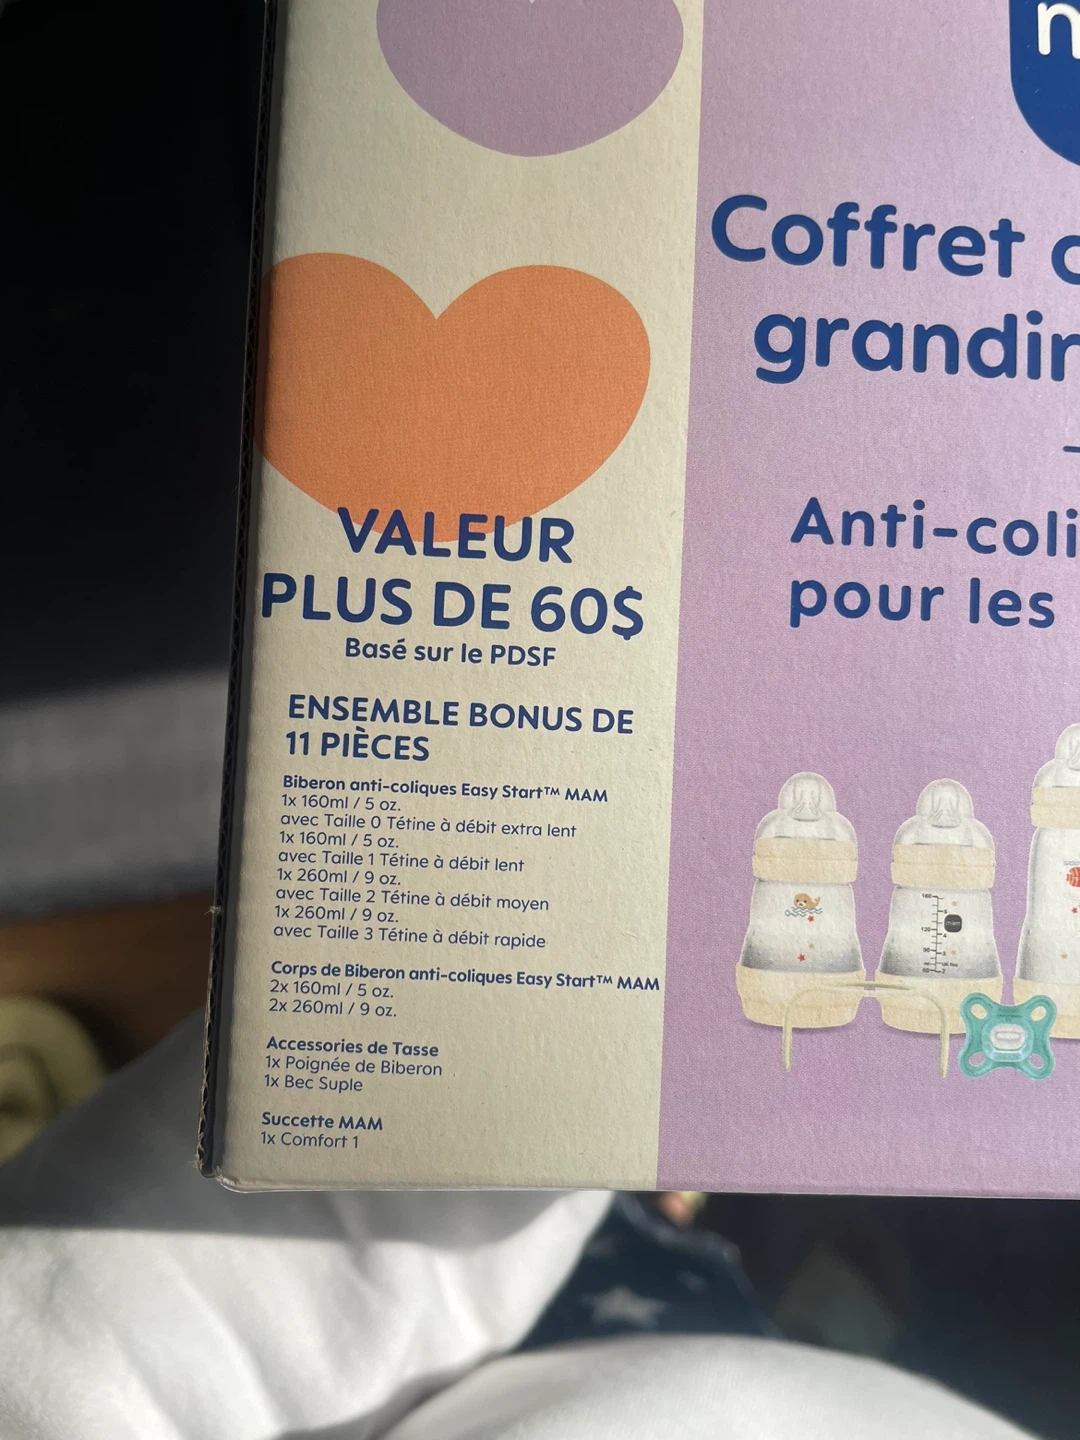 VALEUR
PLUS DE 60$
Basé sur le PDSF
ENSEMBLE BONUS DE
11 PIÈCES
Biberon anti-coliques Easy Start™ MAM
1x 160ml / 5 oz.
avec Taille 0 Tétine à débit extra lent
1x 160ml / 5 oz.
avec Taille 1 Tétine à débit lent
1x 260ml / 9 oz.
avec Taille 2 Tétine à débit moyen
1x 260ml / 9 oz.
avec Taille 3 Tétine à débit rapide
Corps de Biberon anti-coliques Easy Start™ MAM
2x 160ml / 5 oz.
2x 260ml / 9 oz.
Accessories de Tasse
1x Poignée de Biberon
1x Bec Suple
Succette MAM
1x Comfort 1
Coffret
grandir
Anti-coli
pour les